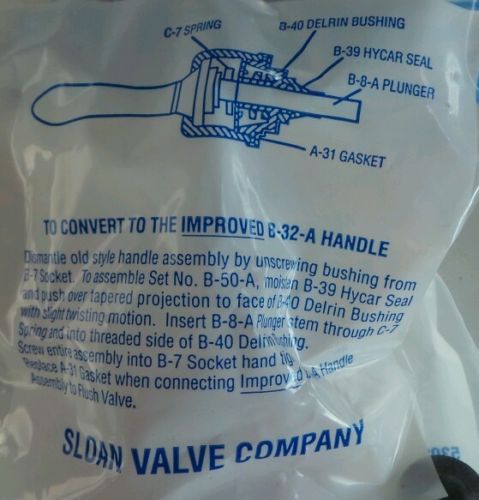 C-7 SPRING
B-40 DELRIN BUSHING
B-39 HYCAR SEAL
B-8-A PLUNGER
A-31 GASKET
TO CONVERT TO THE IMPROVED B-32-A HANDLE
Dismantle old style handle assembly by unscrewing bushing from
B-7 Socket. To assemble Set No. B-50-A, moisten B-39 Hycar Seal
and push over tapered projection to face of B-40 Delrin Bushing
with slight twisting motion. Insert B-8-A Plunger stem through C-7
Spring and into threaded side of B-40 Delrin Bushing.
Screw entire assembly into B-7 Socket hand tig
Replace A-31 Gasket when connecting Improved Handle
Assembly to Flush Valve.
SLOAN VALVE COMPANY